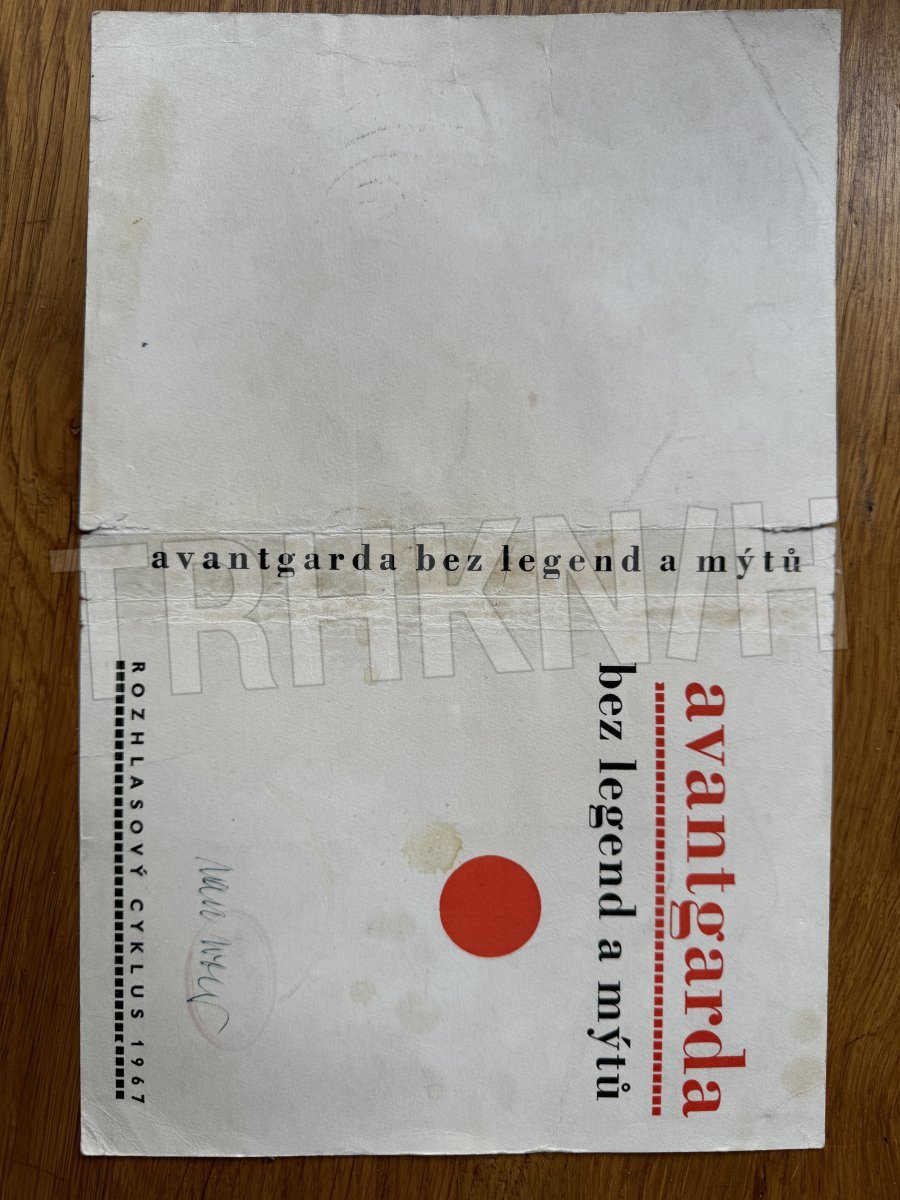 avantgarda bez legend a mýtů
avantgarda
bez legend a mýtů
ROZHLASOVÝ CYKLUS 1967
TRHKNIH